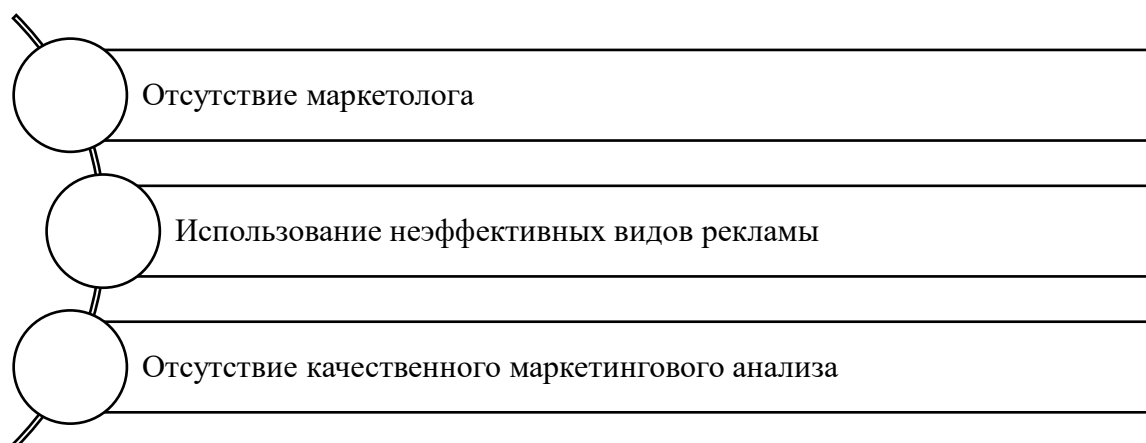 Отсутствие маркетолога
Использование неэффективных видов рекламы
Отсутствие качественного маркетингового анализа